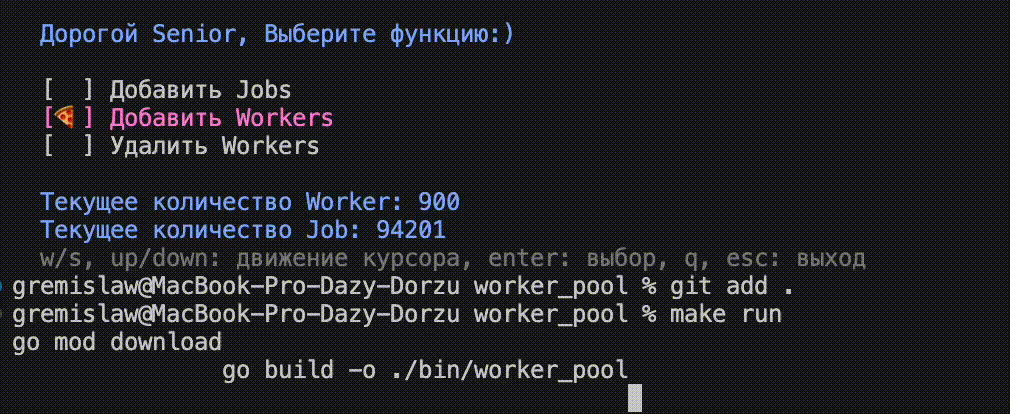 Дорогой Senior, Выберите функцию:)
[ ] Добавить Jobs
[🍕] Добавить Workers
[ ] Удалить Workers
Текущее количество Worker: 900
Текущее количество Job: 94201
w/s, up/down: движение курсора, enter: выбор, q, esc: выход
gremislaw@MacBook-Pro-Dazy-Dorzu worker_pool % git add .
gremislaw@MacBook-Pro-Dazy-Dorzu worker_pool % make run
go mod download
go build -o ./bin/worker_pool